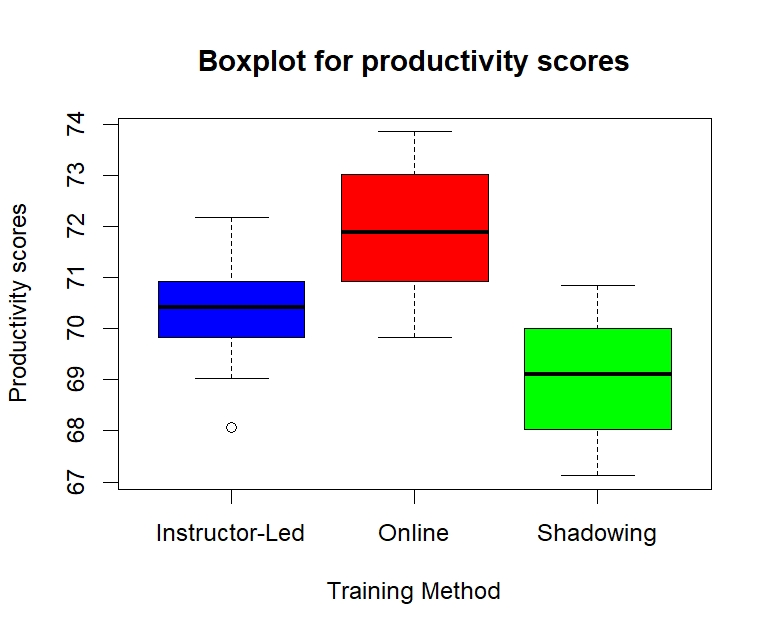 Boxplot for productivity scores
Productivity scores
74
73
72
71
70
69
68
67
Instructor-Led Online Shadowing
Training Method